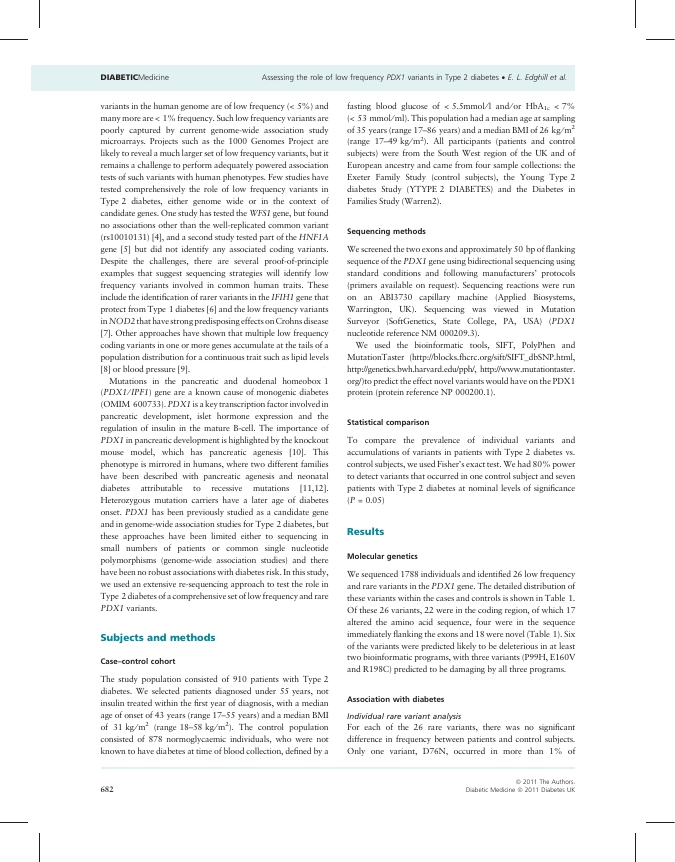 DIABETICMedicine
Assessing the role of low frequency PDX1 variants in Type 2 diabetes • E. L. Edghill et al.
variants in the human genome are of low frequency (< 5%) and
many more are < 1% frequency. Such low frequency variants are
poorly captured by current genome-wide association study
microarrays. Projects such as the 1000 Genomes Project are
likely to reveal a much larger set of low frequency variants, but it
remains a challenge to perform adequately powered association
tests of such variants with human phenotypes. Few studies have
tested comprehensively the role of low frequency variants in
Type 2 diabetes, either genome wide or in the context of
candidate genes. One study has tested the WFS1 gene, but found
no associations other than the well-replicated common variant
(rs10010131) [4], and a second study tested part of the HNF1A
gene [5] but did not identify any associated coding variants.
Despite the challenges, there are several proof-of-principle
examples that suggest sequencing strategies will identify low
frequency variants involved in common human traits. These
include the identification of rarer variants in the IFIH1 gene that
protect from Type 1 diabetes [6] and the low frequency variants
in NOD2 that have strong predisposing effects on Crohns disease
[7]. Other approaches have shown that multiple low frequency
coding variants in one or more genes accumulate at the tails of a
population distribution for a continuous trait such as lipid levels
[8] or blood pressure [9].
Mutations in the pancreatic and duodenal homeobox 1
(PDX1/IPF1) gene are a known cause of monogenic diabetes
(OMIM 600733). PDX1 is a key transcription factor involved in
pancreatic development, islet hormone expression and the
regulation of insulin in the mature B-cell. The importance of
PDX1 in pancreatic development is highlighted by the knockout
mouse model, which has pancreatic agenesis [10]. This
phenotype is mirrored in humans, where two different families
have been described with pancreatic agenesis and neonatal
diabetes attributable to recessive mutations [11,12].
Heterozygous mutation carriers have a later age of diabetes
onset. PDX1 has been previously studied as a candidate gene
and in genome-wide association studies for Type 2 diabetes, but
these approaches have been limited either to sequencing in
small numbers of patients or common single nucleotide
polymorphisms (genome-wide association studies) and there
have been no robust associations with diabetes risk. In this study,
we used an extensive re-sequencing approach to test the role in
Type 2 diabetes of a comprehensive set of low frequency and rare
PDX1 variants.
Subjects and methods
Case–control cohort
The study population consisted of 910 patients with Type 2
diabetes. We selected patients diagnosed under 55 years, not
insulin treated within the first year of diagnosis, with a median
age of onset of 43 years (range 17–55 years) and a median BMI
of 31 kg/m² (range 18–58 kg/m²). The control population
consisted of 878 normoglycaemic individuals, who were not
known to have diabetes at time of blood collection, defined by a
fasting blood glucose of < 5.5mmol/l and/or HbA1c < 7%
(< 53 mmol/ml). This population had a median age at sampling
of 35 years (range 17–86 years) and a median BMI of 26 kg/m²
(range 17–49 kg/m²). All participants (patients and control
subjects) were from the South West region of the UK and of
European ancestry and came from four sample collections: the
Exeter Family Study (control subjects), the Young Type 2
diabetes Study (YTYPE 2 DIABETES) and the Diabetes in
Families Study (Warren2).
Sequencing methods
We screened the two exons and approximately 50 bp of flanking
sequence of the PDX1 gene using bidirectional sequencing using
standard conditions and following manufacturers' protocols
(primers available on request). Sequencing reactions were run
on an ABI3730 capillary machine (Applied Biosystems,
Warrington, UK). Sequencing was viewed in Mutation
Surveyor (SoftGenetics, State College, PA, USA) (PDX1
nucleotide reference NM 000209.3).
We used the bioinformatic tools, SIFT, PolyPhen and
MutationTaster (http://blocks.fhcrc.org/sift/SIFT_dbSNP.html,
http://genetics.bwh.harvard.edu/pph/, http://www.mutationtaster.
org/)to predict the effect novel variants would have on the PDX1
protein (protein reference NP 000200.1).
Statistical comparison
To compare the prevalence of individual variants and
accumulations of variants in patients with Type 2 diabetes vs.
control subjects, we used Fisher's exact test. We had 80% power
to detect variants that occurred in one control subject and seven
patients with Type 2 diabetes at nominal levels of significance
(P = 0.05)
Results
Molecular genetics
We sequenced 1788 individuals and identified 26 low frequency
and rare variants in the PDX1 gene. The detailed distribution of
these variants within the cases and controls is shown in Table 1.
Of these 26 variants, 22 were in the coding region, of which 17
altered the amino acid sequence, four were in the sequence
immediately flanking the exons and 18 were novel (Table 1). Six
of the variants were predicted likely to be deleterious in at least
two bioinformatic programs, with three variants (P99H, E160V
and R198C) predicted to be damaging by all three programs.
Association with diabetes
Individual rare variant analysis
For each of the 26 rare variants, there was no significant
difference in frequency between patients and control subjects.
Only one variant, D76N, occurred in more than 1% of
682
© 2011 The Authors.
Diabetic Medicine © 2011 Diabetes UK